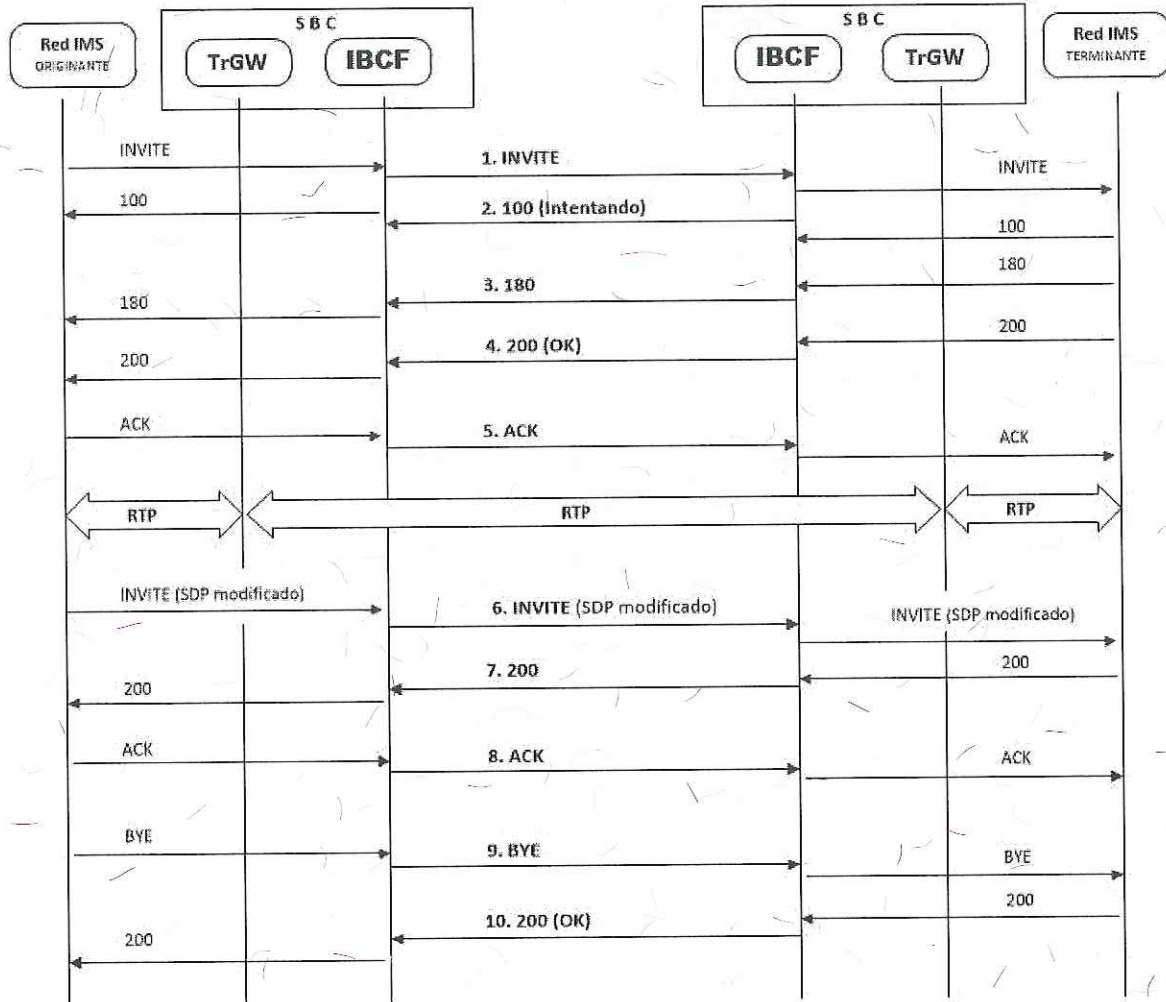 S B C
S B C
Red IMS
ORIGINANTE
TrGW
IBCF
IBCF
TrGW
Red IMS
TERMINANTE
INVITE
1. INVITE
INVITE
100
2. 100 (Intentando)
100
180
3. 180
180
200
4. 200 (OK)
200
ACK
5. ACK
ACK
RTP
RTP
RTP
INVITE (SDP modificado)
6. INVITE (SDP modificado)
INVITE (SDP modificado)
200
7. 200
200
ACK
8. ACK
ACK
BYE
9. BYE
BYE
200
10. 200 (OK)
200